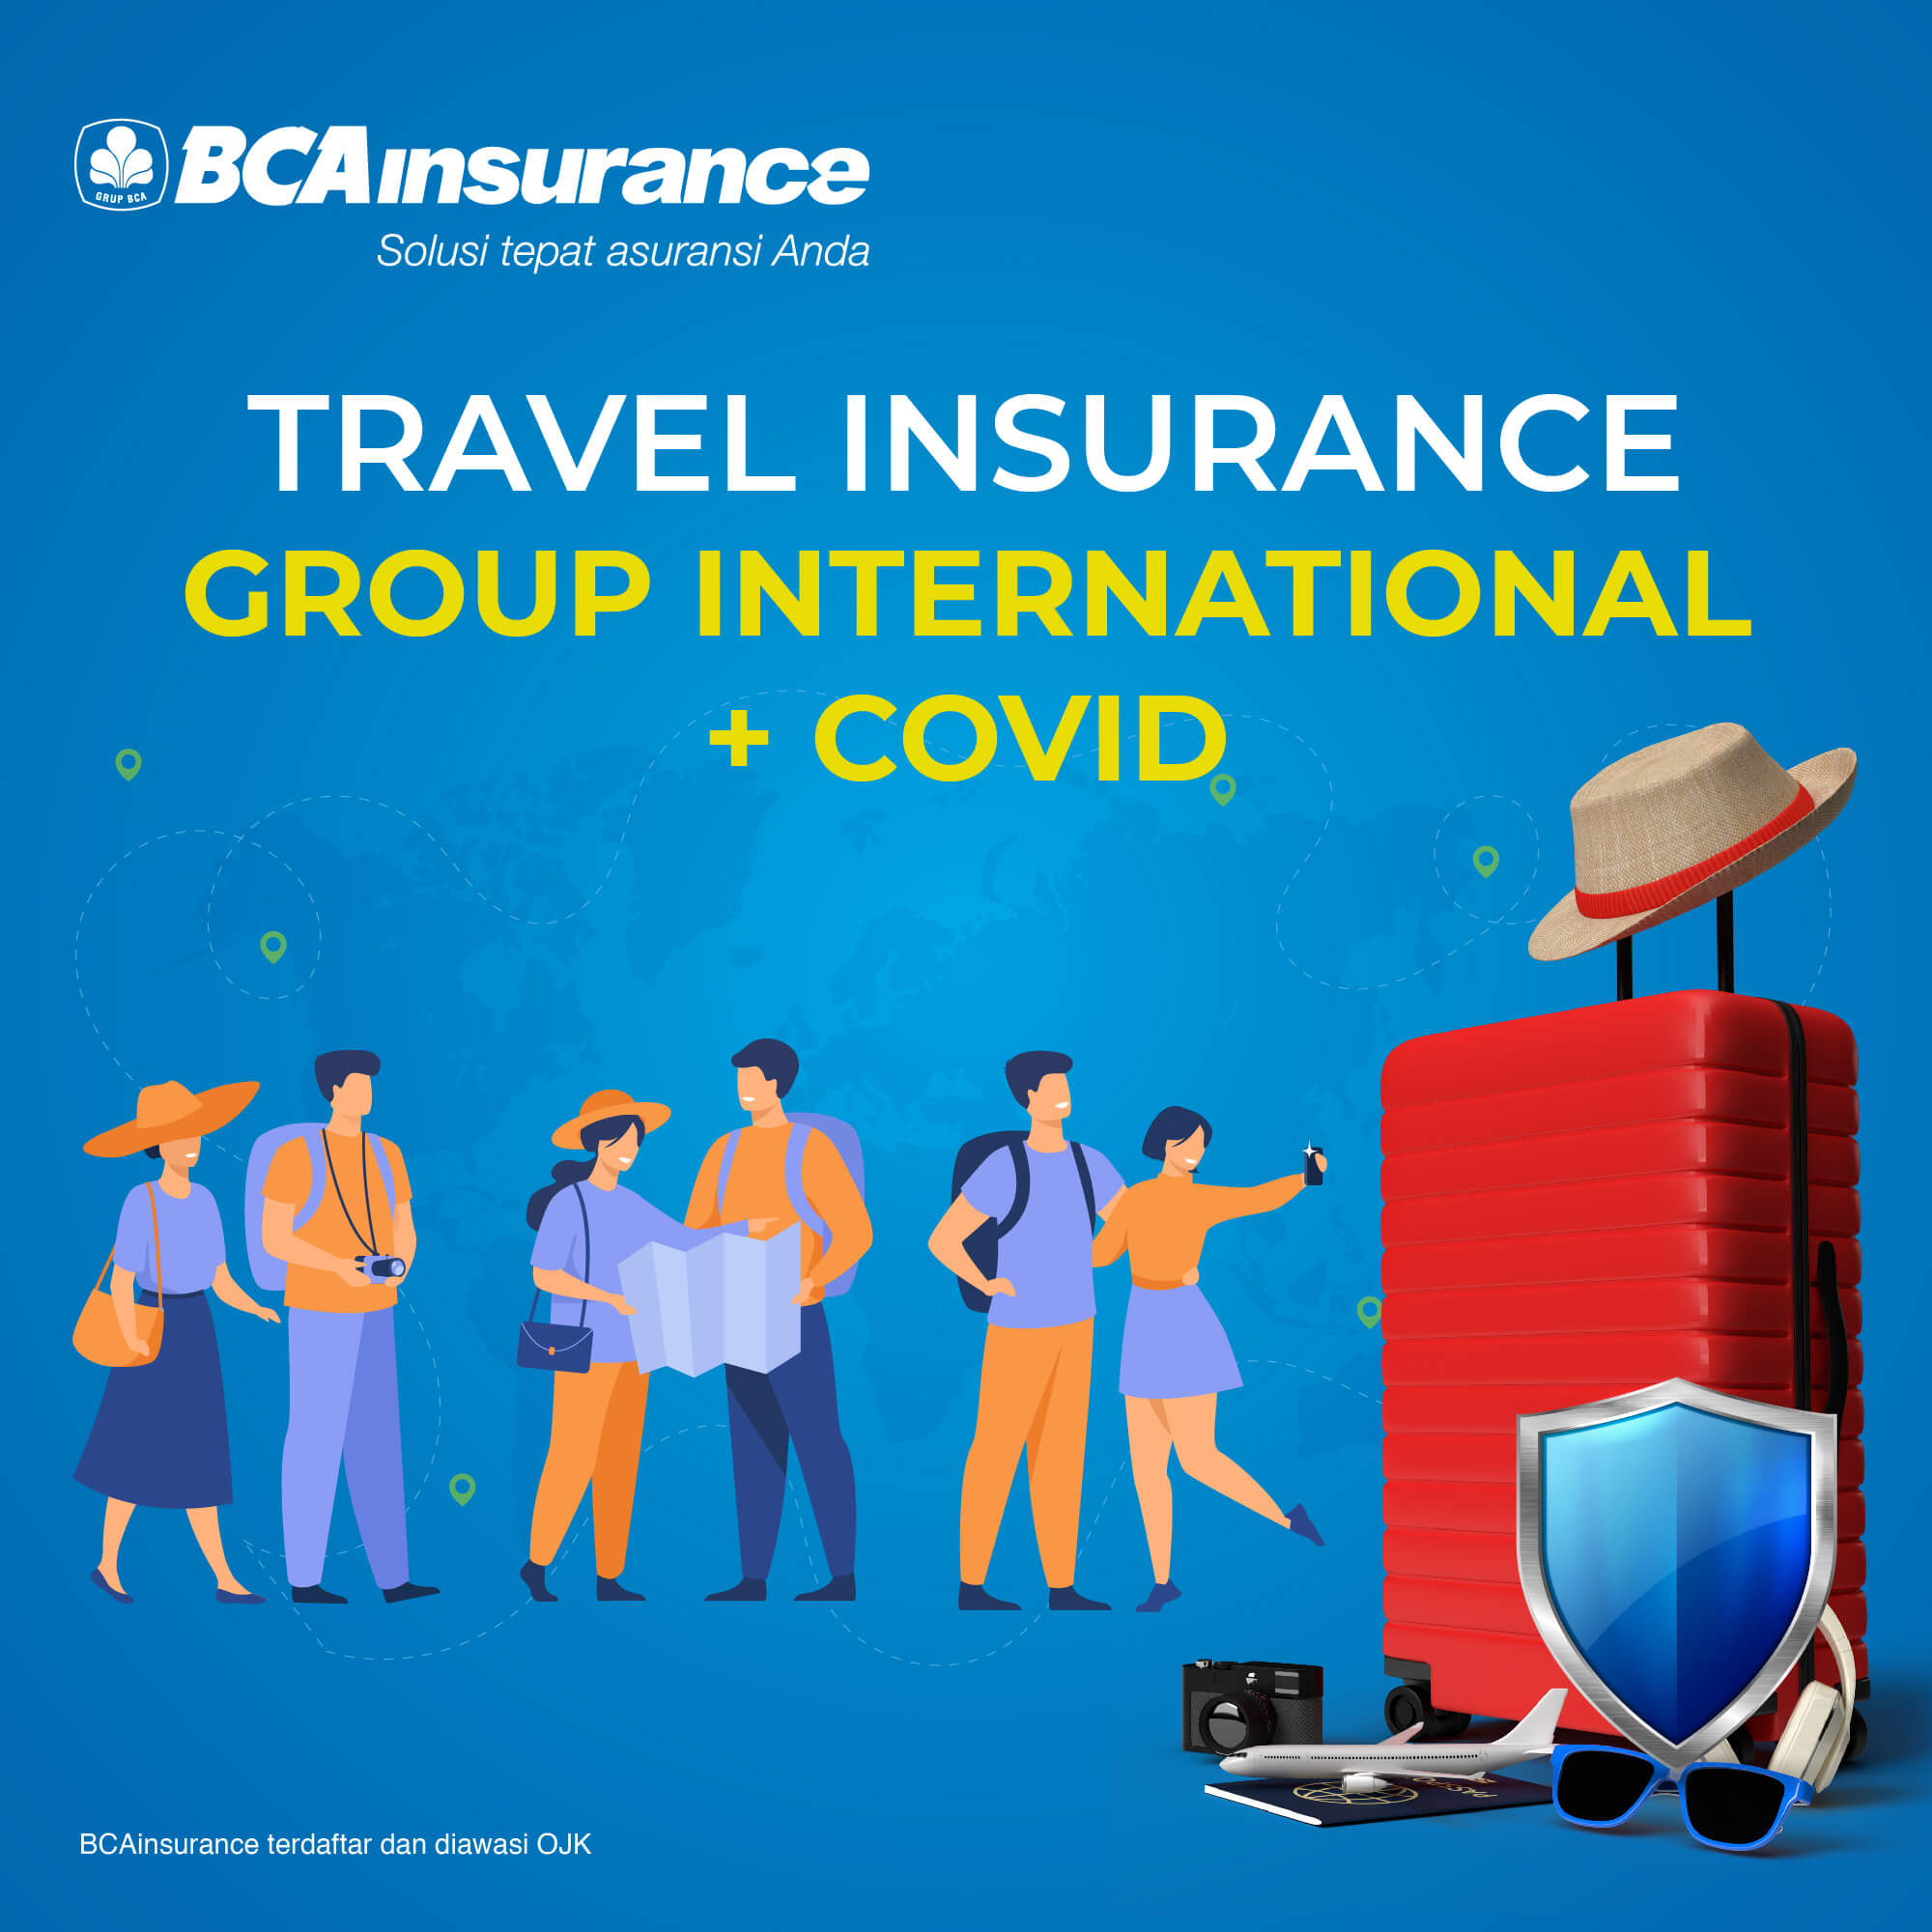 GRUP BCA
BCAinsurance
Solusi tepat asuransi Anda
TRAVEL INSURANCE
GROUP INTERNATIONAL
+ COVID
BCAinsurance terdaftar dan diawasi OJK